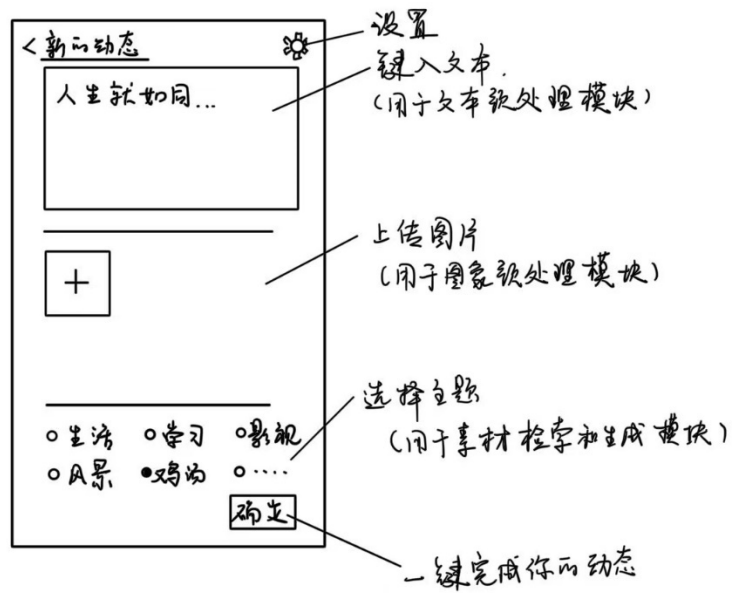 < 新的动态
设置
键入文本.
(用于文本预处理模块)
人生就如同...
上传图片
(用于图象预处理模块)
+
选择主题
(用于素材检索和生成模块)
生活 学习 影视
风景 鸡汤 ....
确定
一键完成你的动态